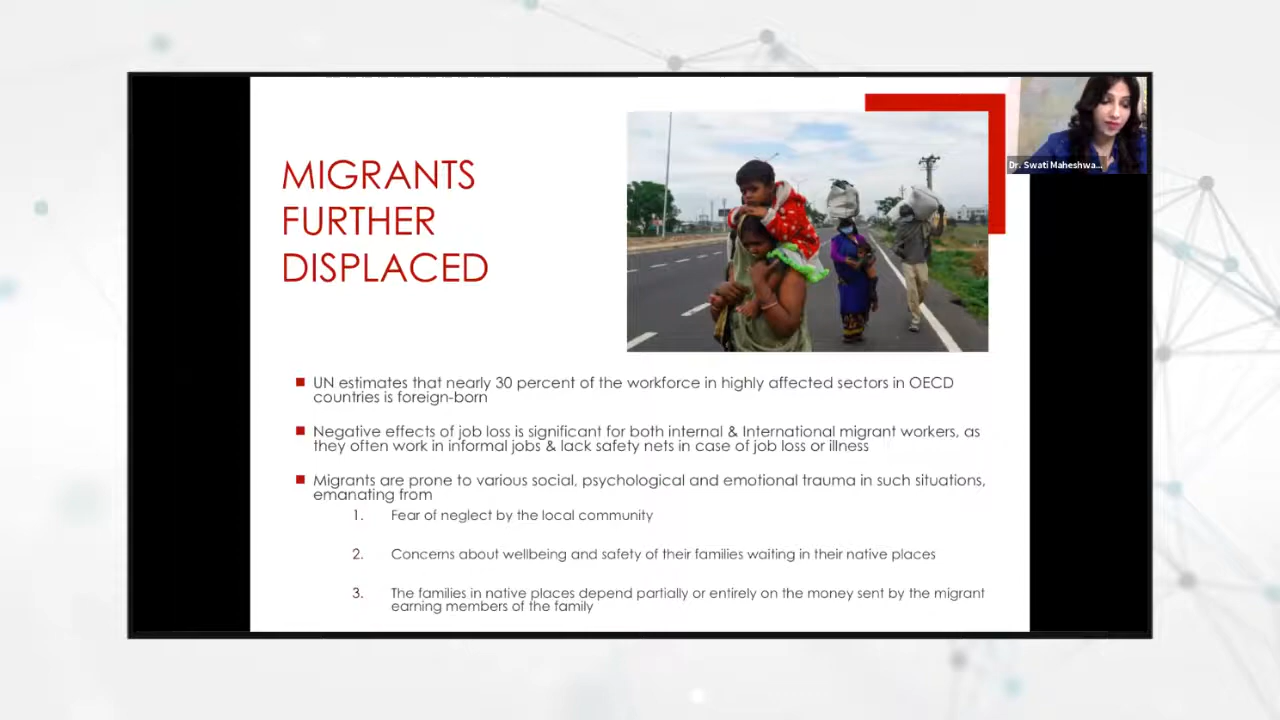 MIGRANTS
FURTHER
DISPLACED
Dr. Swati Maheshwa...
UN estimates that nearly 30 percent of the workforce in highly affected sectors in OECD
countries is foreign-born
Negative effects of job loss is significant for both internal & International migrant workers, as
they often work in informal jobs & lack safety nets in case of job loss or illness
Migrants are prone to various social, psychological and emotional trauma in such situations,
emanating from
1. Fear of neglect by the local community
2. Concerns about wellbeing and safety of their families waiting in their native places
3. The families in native places depend partially or entirely on the money sent by the migrant
earning members of the family